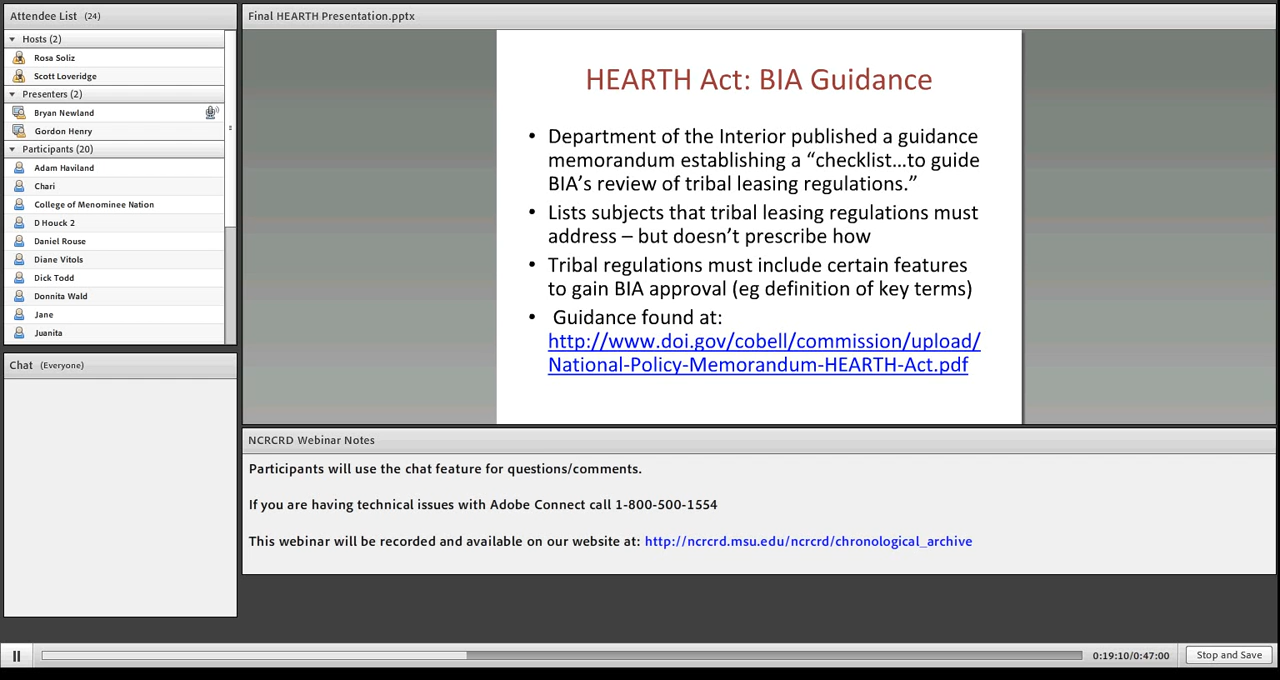 Attendee List (24)
Hosts (2)
Rosa Soliz
Scott Loveridge
Presenters (2)
Bryan Newland
Gordon Henry
Participants (20)
Adam Haviland
Chari
College of Menominee Nation
D Houck 2
Daniel Rouse
Diane Vitols
Dick Todd
Donnita Wald
Jane
Juanita
Chat (Everyone)
Final HEARTH Presentation.pptx
HEARTH Act: BIA Guidance
• Department of the Interior published a guidance
memorandum establishing a “checklist...to guide
BIA’s review of tribal leasing regulations.”
• Lists subjects that tribal leasing regulations must
address – but doesn’t prescribe how
• Tribal regulations must include certain features
to gain BIA approval (eg definition of key terms)
• Guidance found at:
http://www.doi.gov/cobell/commission/upload/
National-Policy-Memorandum-HEARTH-Act.pdf
NCRCRD Webinar Notes
Participants will use the chat feature for questions/comments.
If you are having technical issues with Adobe Connect call 1-800-500-1554
This webinar will be recorded and available on our website at: http://ncrcrd.msu.edu/ncrcrd/chronological_archive
0:19:10/0:47:00
Stop and Save